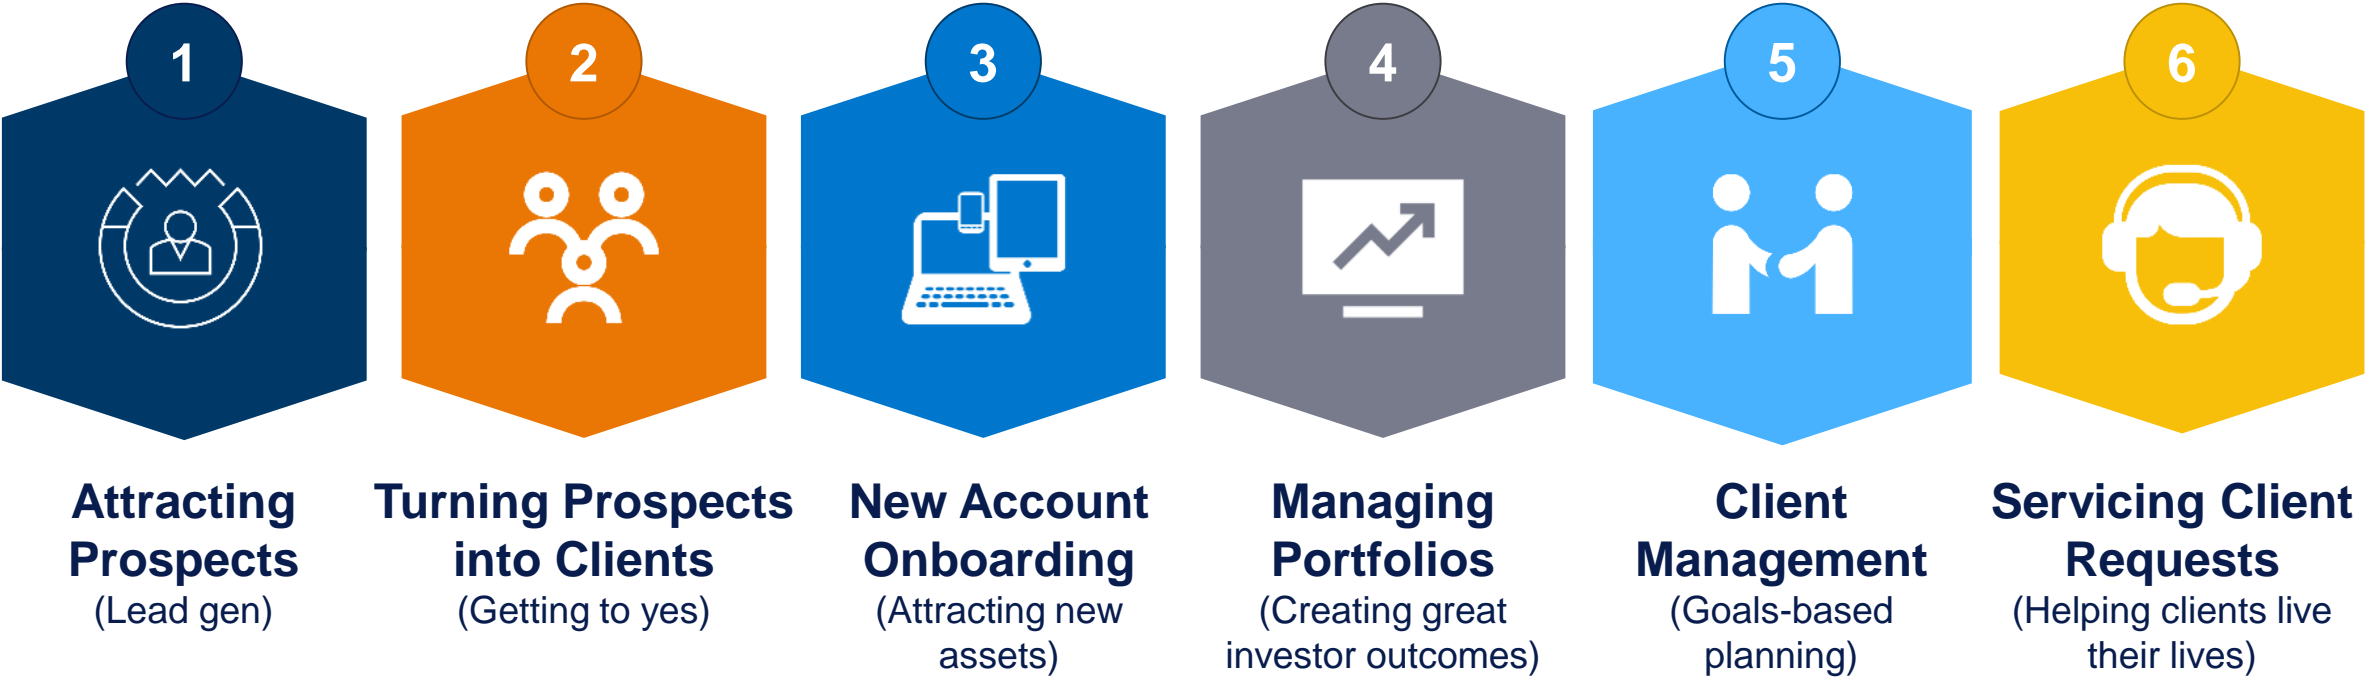 1
Attracting
Prospects
(Lead gen)
2
Turning Prospects
into Clients
(Getting to yes)
3
New Account
Onboarding
(Attracting new
assets)
4
Managing
Portfolios
(Creating great
investor outcomes)
5
Client
Management
(Goals-based
planning)
6
Servicing Client
Requests
(Helping clients live
their lives)